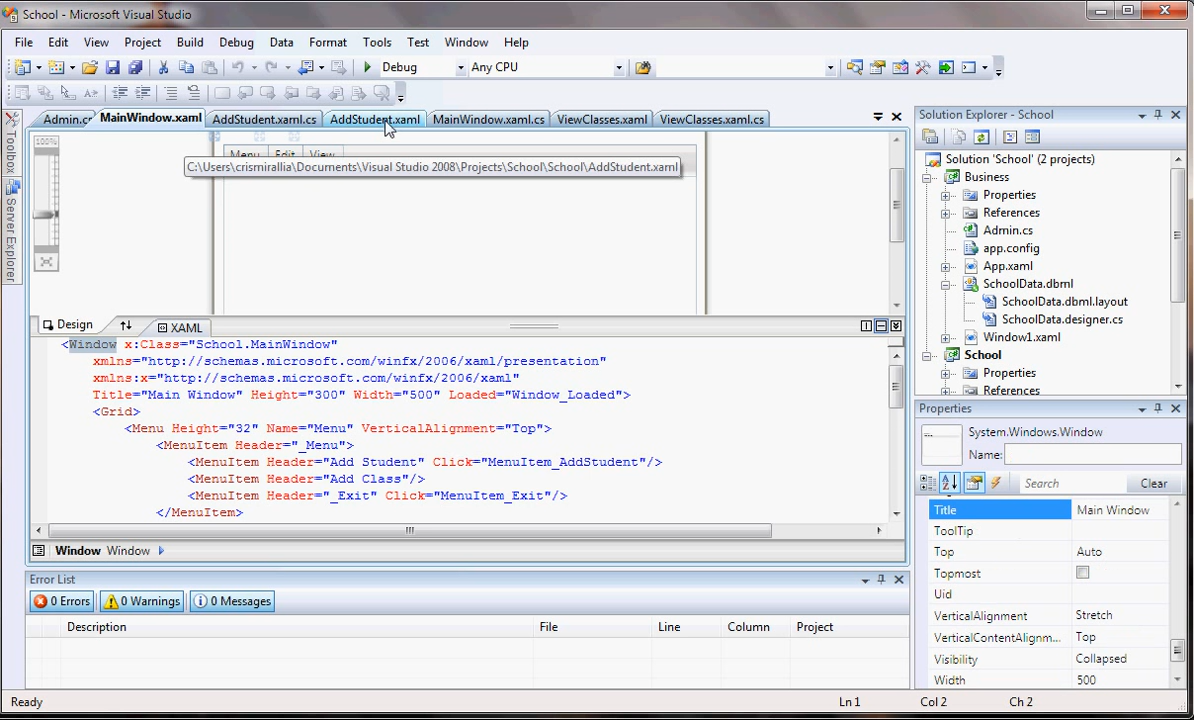 School - Microsoft Visual Studio
File Edit View Project Build Debug Data Format Tools Test Window Help
Debug Any CPU
Admin.cs MainWindow.xaml AddStudent.xaml.cs AddStudent.xaml MainWindow.xaml.cs ViewClasses.xaml ViewClasses.xaml.cs
Toolbox
Server Explorer
100%
Menu Edit View
C:\Users\crismirallia\Documents\Visual Studio 2008\Projects\School\School\AddStudent.xaml
Design XAML
<Window x:Class="School.MainWindow"
xmlns="http://schemas.microsoft.com/winfx/2006/xaml/presentation"
xmlns:x="http://schemas.microsoft.com/winfx/2006/xaml"
Title="Main Window" Height="300" Width="500" Loaded="Window_Loaded">
<Grid>
<Menu Height="32" Name="Menu" VerticalAlignment="Top">
<MenuItem Header="_Menu">
<MenuItem Header="Add Student" Click="MenuItem_AddStudent"/>
<MenuItem Header="Add Class"/>
<MenuItem Header="_Exit" Click="MenuItem_Exit"/>
</MenuItem>
Window Window
Error List
0 Errors 0 Warnings 0 Messages
Description File Line Column Project
Solution Explorer - School
Solution 'School' (2 projects)
Business
Properties
References
Admin.cs
app.config
App.xaml
SchoolData.dbml
SchoolData.dbml.layout
SchoolData.designer.cs
Window1.xaml
School
Properties
References
Properties
System.Windows.Window
Name:
Search Clear
Title Main Window
ToolTip
Top Auto
Topmost
Uid
VerticalAlignment Stretch
VerticalContentAlignm... Top
Visibility Collapsed
Width 500
Ready Ln 1 Col 2 Ch 2